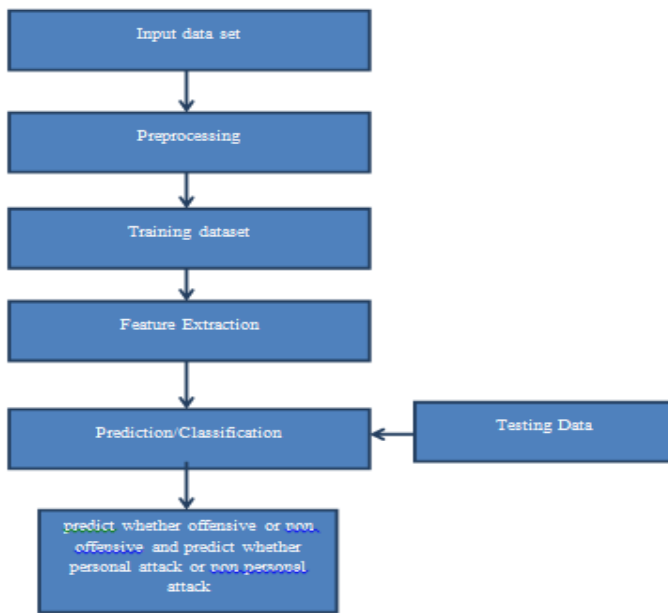 Input data set
Preprocessing
Training dataset
Feature Extraction
Prediction/Classification
Testing Data
predict whether offensive or non
offensive and predict whether
personal attack or non personal
attack